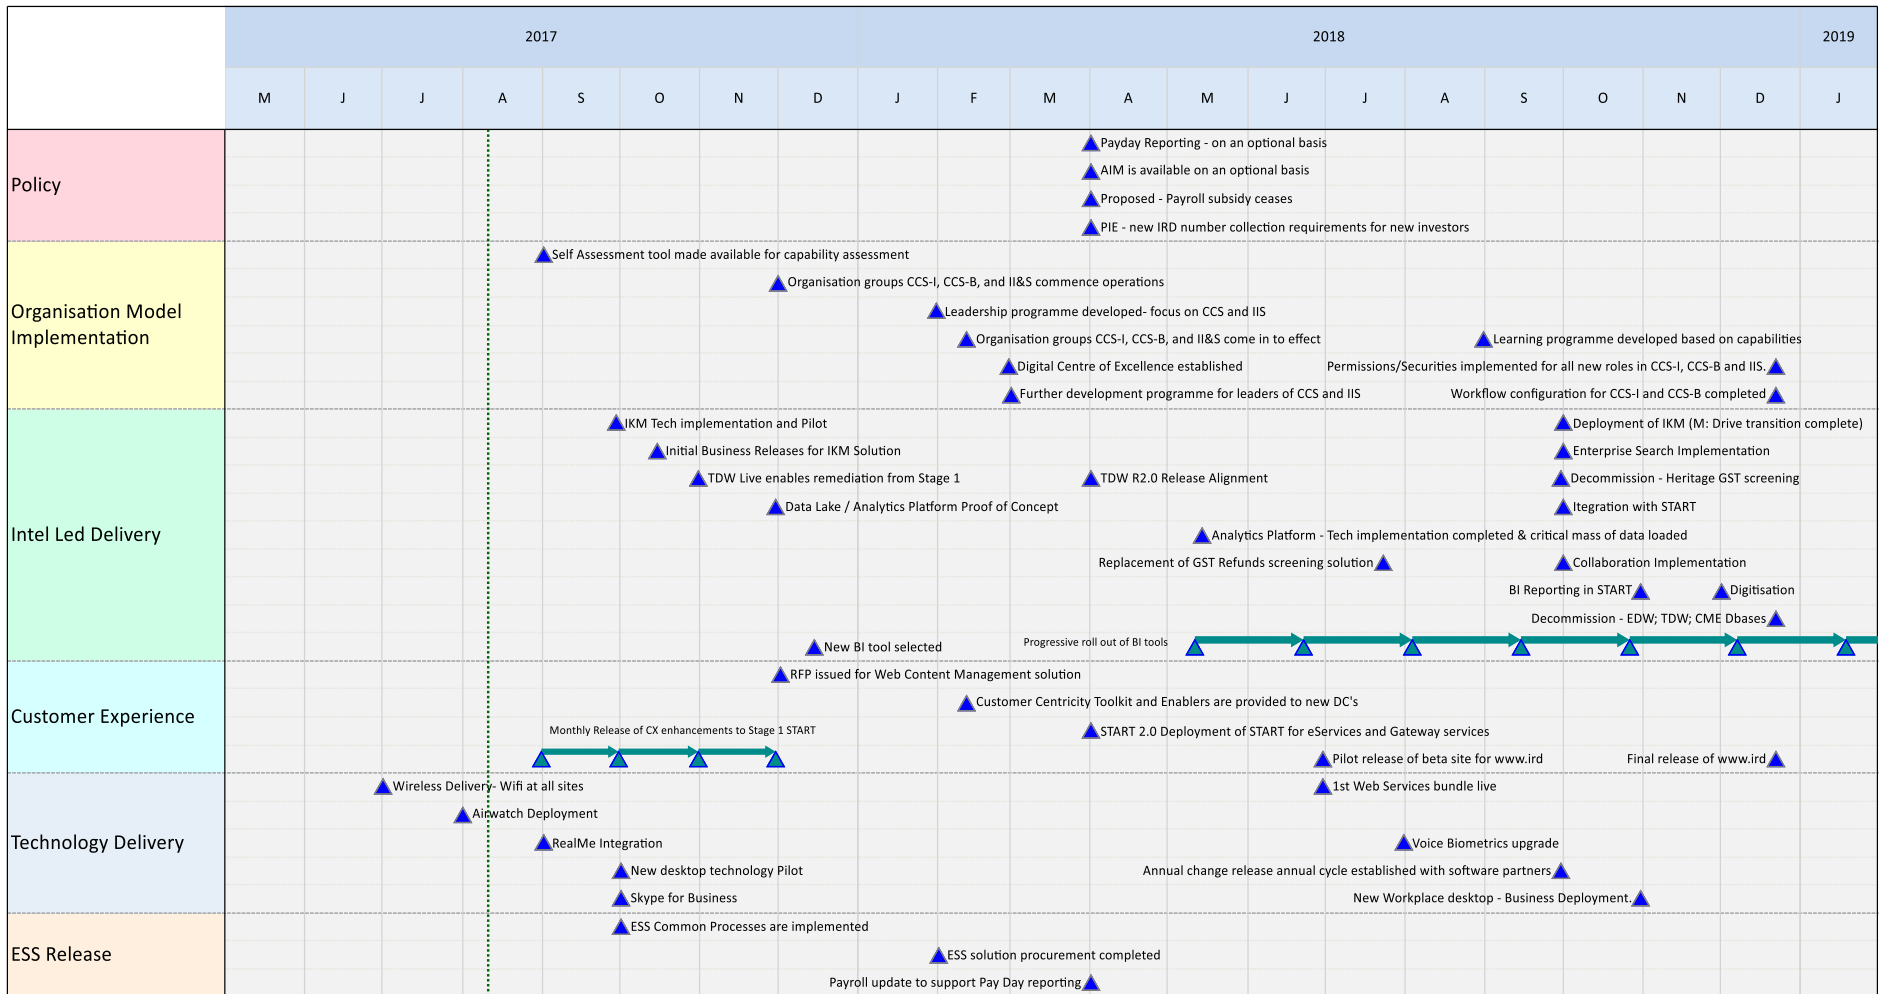 2017 2018 2019
M J J A S O N D J F M A M J J A S O N D J
Policy
Payday Reporting - on an optional basis
AIM is available on an optional basis
Proposed - Payroll subsidy ceases
PIE - new IRD number collection requirements for new investors
Organisation Model
Implementation
Self Assessment tool made available for capability assessment
Organisation groups CCS-I, CCS-B, and II&S commence operations
Leadership programme developed- focus on CCS and IIS
Organisation groups CCS-I, CCS-B, and II&S come in to effect
Learning programme developed based on capabilities
Digital Centre of Excellence established
Permissions/Securities implemented for all new roles in CCS-I, CCS-B and IIS.
Further development programme for leaders of CCS and IIS
Workflow configuration for CCS-I and CCS-B completed
Intel Led Delivery
IKM Tech implementation and Pilot
Deployment of IKM (M: Drive transition complete)
Initial Business Releases for IKM Solution
Enterprise Search Implementation
TDW Live enables remediation from Stage 1
TDW R2.0 Release Alignment
Decommission - Heritage GST screening
Data Lake / Analytics Platform Proof of Concept
Itegration with START
Analytics Platform - Tech implementation completed & critical mass of data loaded
Replacement of GST Refunds screening solution
Collaboration Implementation
BI Reporting in START
Digitisation
Decommission - EDW; TDW; CME Dbases
New BI tool selected
Progressive roll out of BI tools
Customer Experience
RFP issued for Web Content Management solution
Customer Centricity Toolkit and Enablers are provided to new DC's
Monthly Release of CX enhancements to Stage 1 START
START 2.0 Deployment of START for eServices and Gateway services
Pilot release of beta site for www.ird
Final release of www.ird
Technology Delivery
Wireless Delivery- Wifi at all sites
1st Web Services bundle live
Airwatch Deployment
RealMe Integration
Voice Biometrics upgrade
New desktop technology Pilot
Annual change release annual cycle established with software partners
Skype for Business
New Workplace desktop - Business Deployment.
ESS Release
ESS Common Processes are implemented
ESS solution procurement completed
Payroll update to support Pay Day reporting